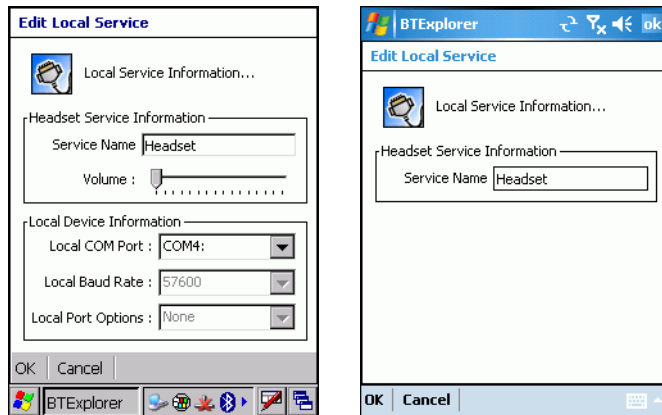 Edit Local Service
Local Service Information...
Headset Service Information
Service Name Headset
Volume :
Local Device Information
Local COM Port : COM4:
Local Baud Rate : 57600
Local Port Options : None
OK Cancel
BTExplorer
BTExplorer ok
Edit Local Service
Local Service Information...
Headset Service Information
Service Name Headset
OK Cancel